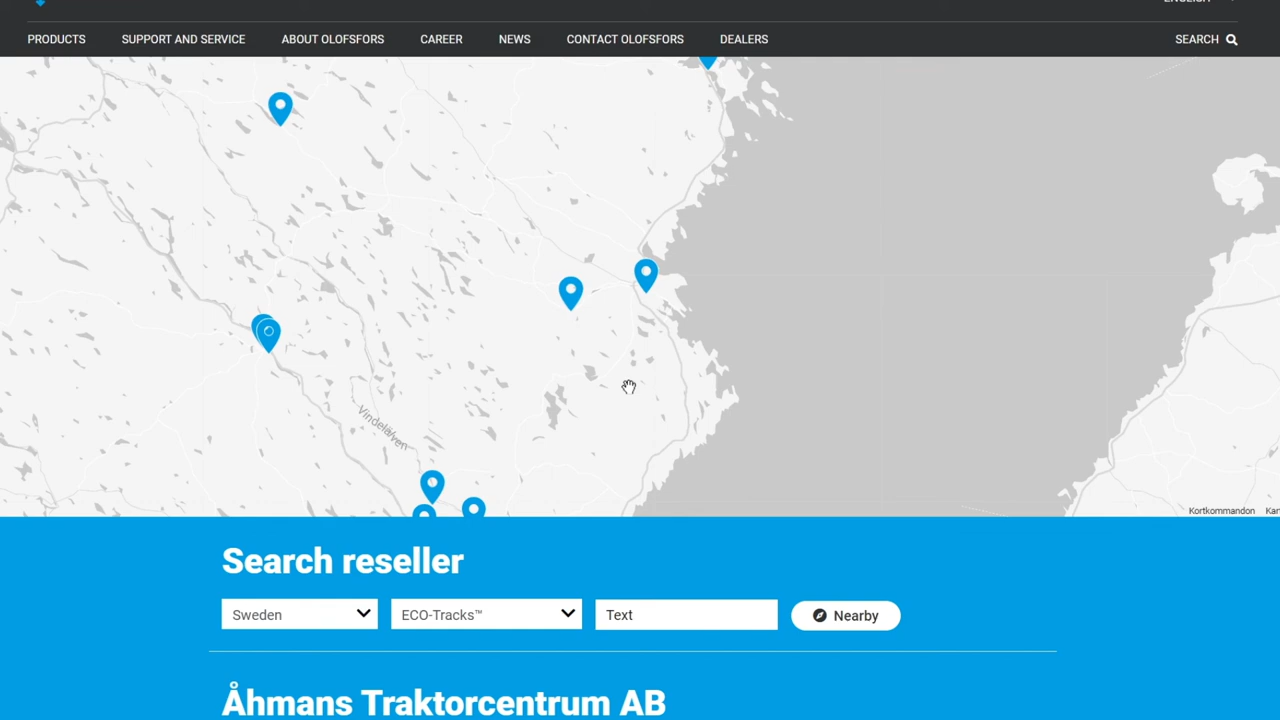 PRODUCTS SUPPORT AND SERVICE ABOUT OLOFSFORS CAREER NEWS CONTACT OLOFSFORS DEALERS SEARCH
Vindelälven
Kortkommandon
Search reseller
Sweden ECO-Tracks™ Text Nearby
Åhmans Traktorcentrum AB